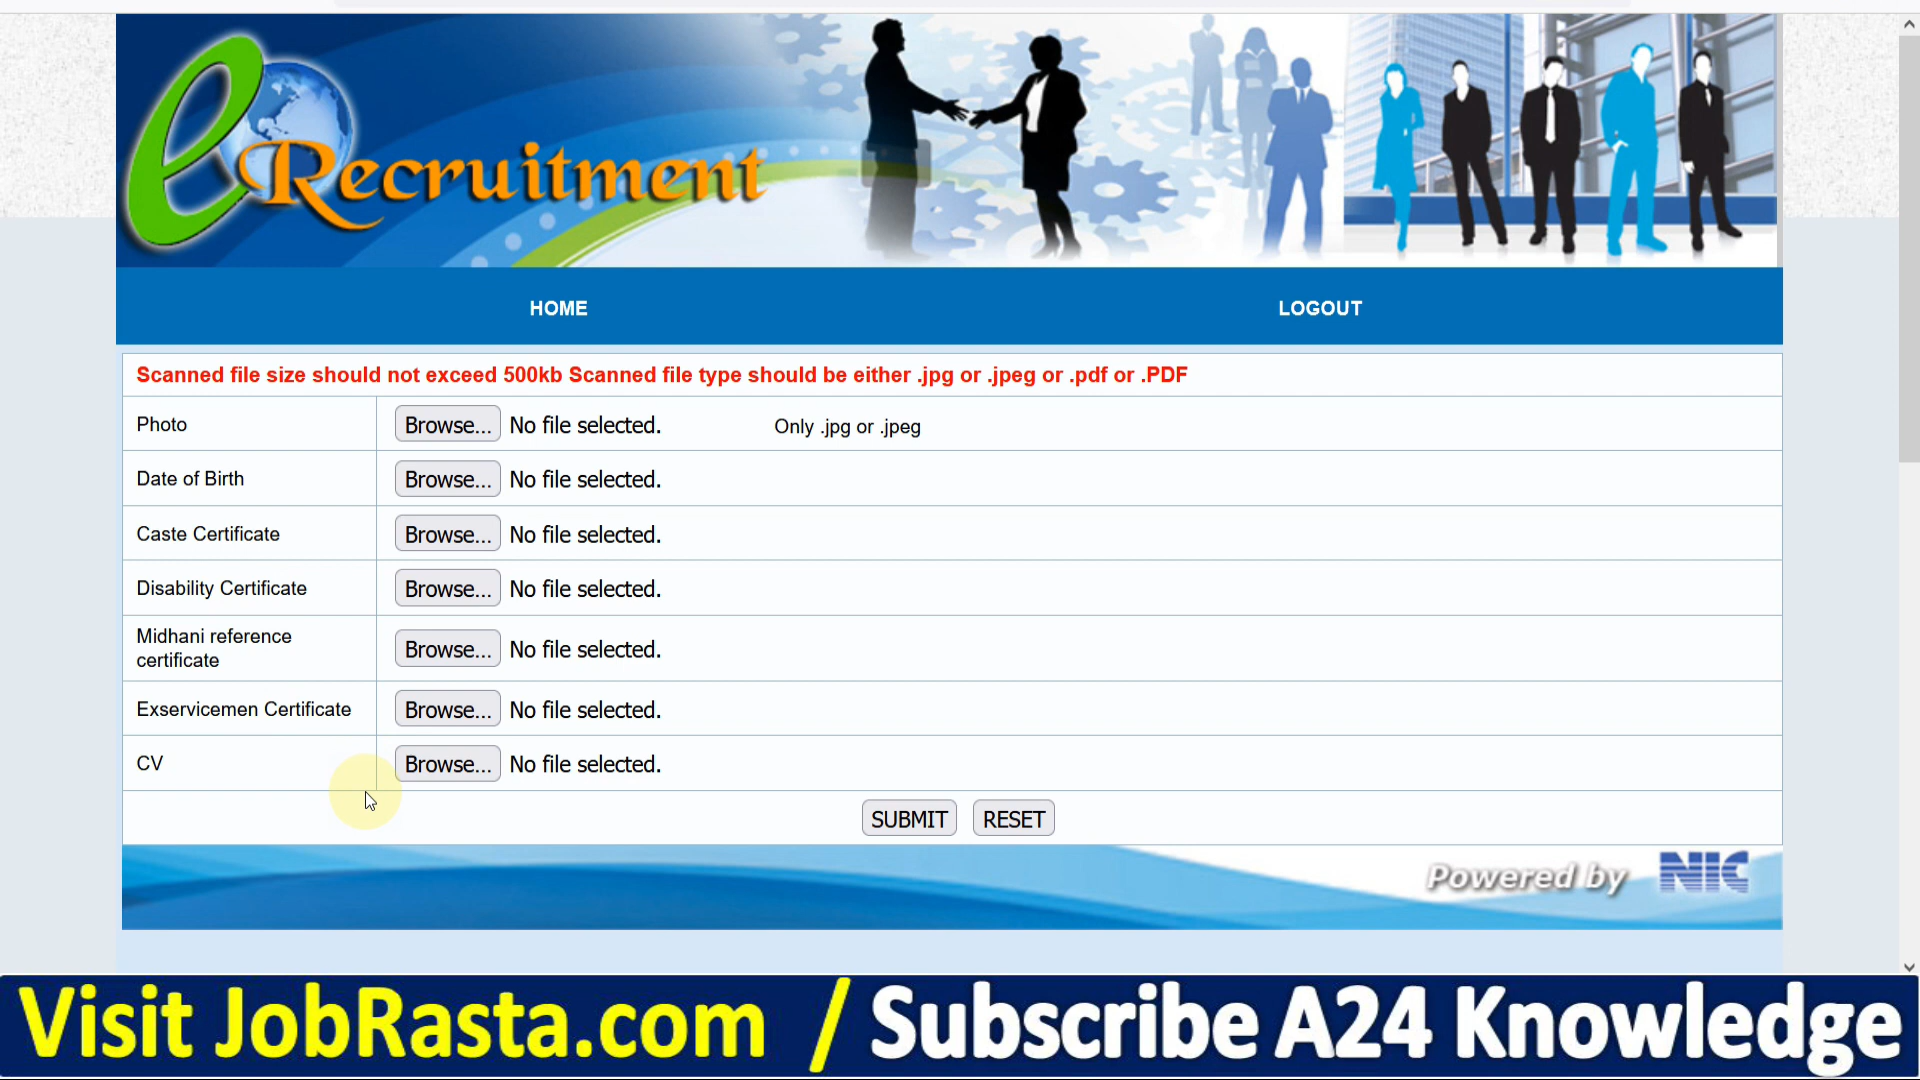 eRecruitment
HOME LOGOUT
Scanned file size should not exceed 500kb Scanned file type should be either .jpg or .jpeg or .pdf or .PDF
Photo Browse... No file selected. Only .jpg or .jpeg
Date of Birth Browse... No file selected.
Caste Certificate Browse... No file selected.
Disability Certificate Browse... No file selected.
Midhani reference
certificate Browse... No file selected.
Exservicemen Certificate Browse... No file selected.
CV Browse... No file selected.
SUBMIT RESET
Powered by NIC
Visit JobRasta.com / Subscribe A24 Knowledge